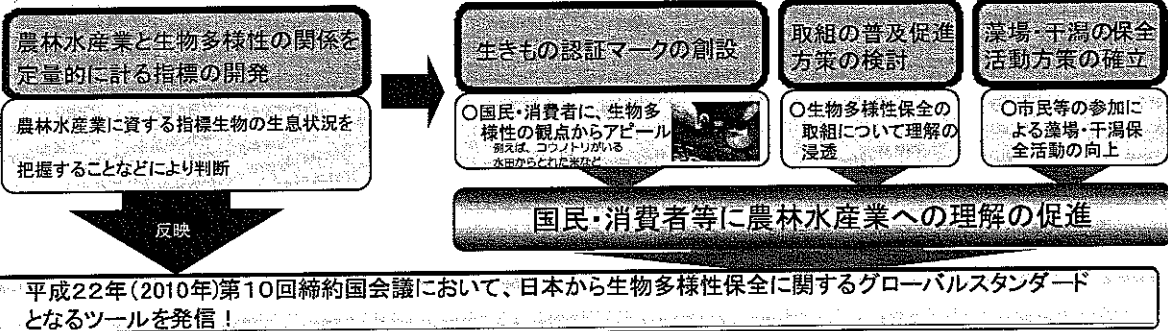 農林水産業と生物多様性の関係を
定量的に計る指標の開発
農林水産業に資する指標生物の生息状況を
把握することなどにより判断
反映
生きもの認証マークの創設
〇国民・消費者に、生物多
様性の観点からアピール
例えば、コウノトリがいる
水田からとれた米など
取組の普及促進
方策の検討
〇生物多様性保全の
取組について理解の
浸透
藻場・干潟の保全
活動方策の確立
〇市民等の参加に
よる藻場・干潟保
全活動の向上
国民・消費者等に農林水産業への理解の促進
平成22年(2010年)第10回締約国会議において、日本から生物多様性保全に関するグローバルスタンダード
となるツールを発信！